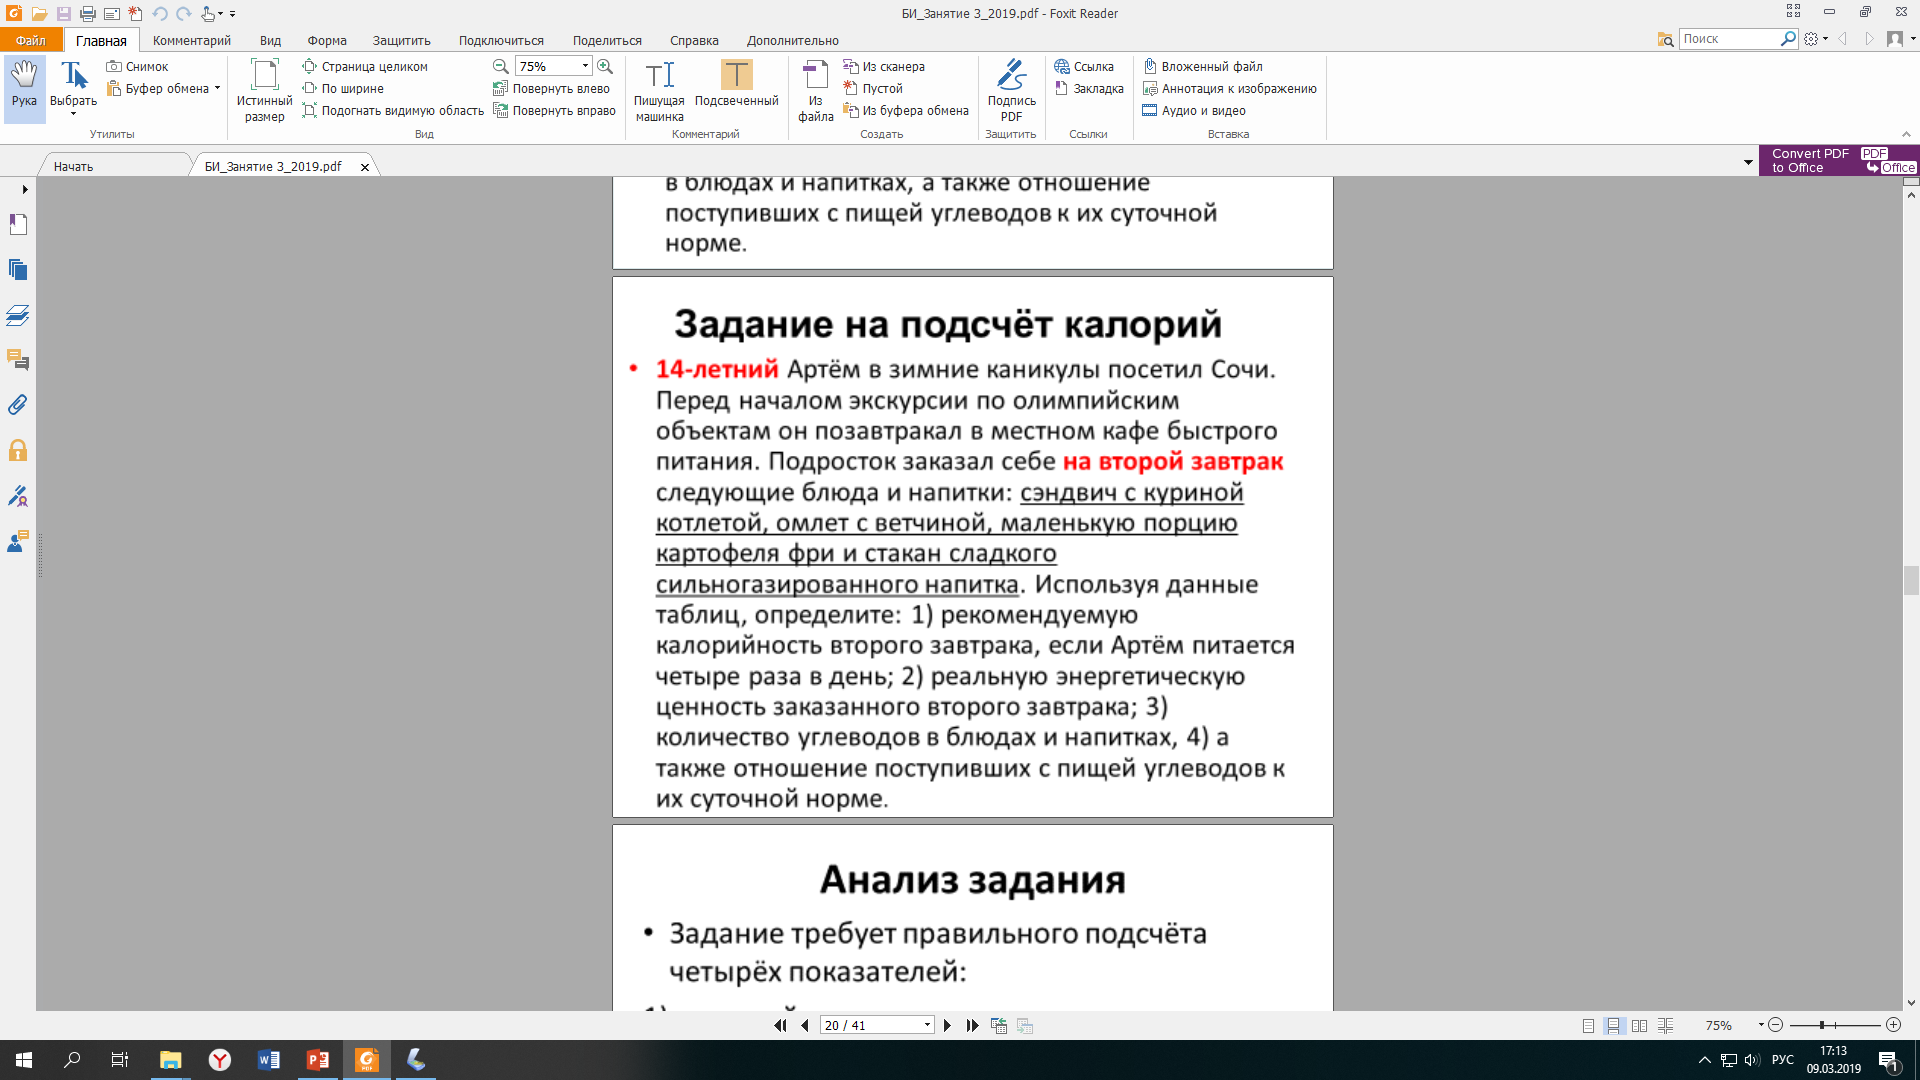 БИ_Занятие 3_2019.pdf - Foxit Reader
Файл Главная Комментарий Вид Форма Защитить Подключиться Поделиться Справка Дополнительно Поиск
Рука
Выбрать
Снимок
Буфер обмена
Утилиты
Истинный размер
Страница целиком
По ширине
Подогнать видимую область
75%
Повернуть влево
Повернуть вправо
Вид
Пишущая машинка
Подсвеченный
Комментарий
Из файла
Из сканера
Пустой
Из буфера обмена
Создать
Подпись PDF
Защитить
Ссылка
Закладка
Ссылки
Вложенный файл
Аннотация к изображению
Аудио и видео
Вставка
Начать
БИ_Занятие 3_2019.pdf
Convert PDF to Office
PDF
Office
в блюдах и напитках, а также отношение
поступивших с пищей углеводов к их суточной
норме.
Задание на подсчёт калорий
• 14-летний Артём в зимние каникулы посетил Сочи.
Перед началом экскурсии по олимпийским
объектам он позавтракал в местном кафе быстрого
питания. Подросток заказал себе на второй завтрак
следующие блюда и напитки: сэндвич с куриной
котлетой, омлет с ветчиной, маленькую порцию
картофеля фри и стакан сладкого
сильногазированного напитка. Используя данные
таблиц, определите: 1) рекомендуемую
калорийность второго завтрака, если Артём питается
четыре раза в день; 2) реальную энергетическую
ценность заказанного второго завтрака; 3)
количество углеводов в блюдах и напитках, 4) а
также отношение поступивших с пищей углеводов к
их суточной норме.
Анализ задания
• Задание требует правильного подсчёта
четырёх показателей:
20 / 41
75%
РУС
17:13
09.03.2019
1